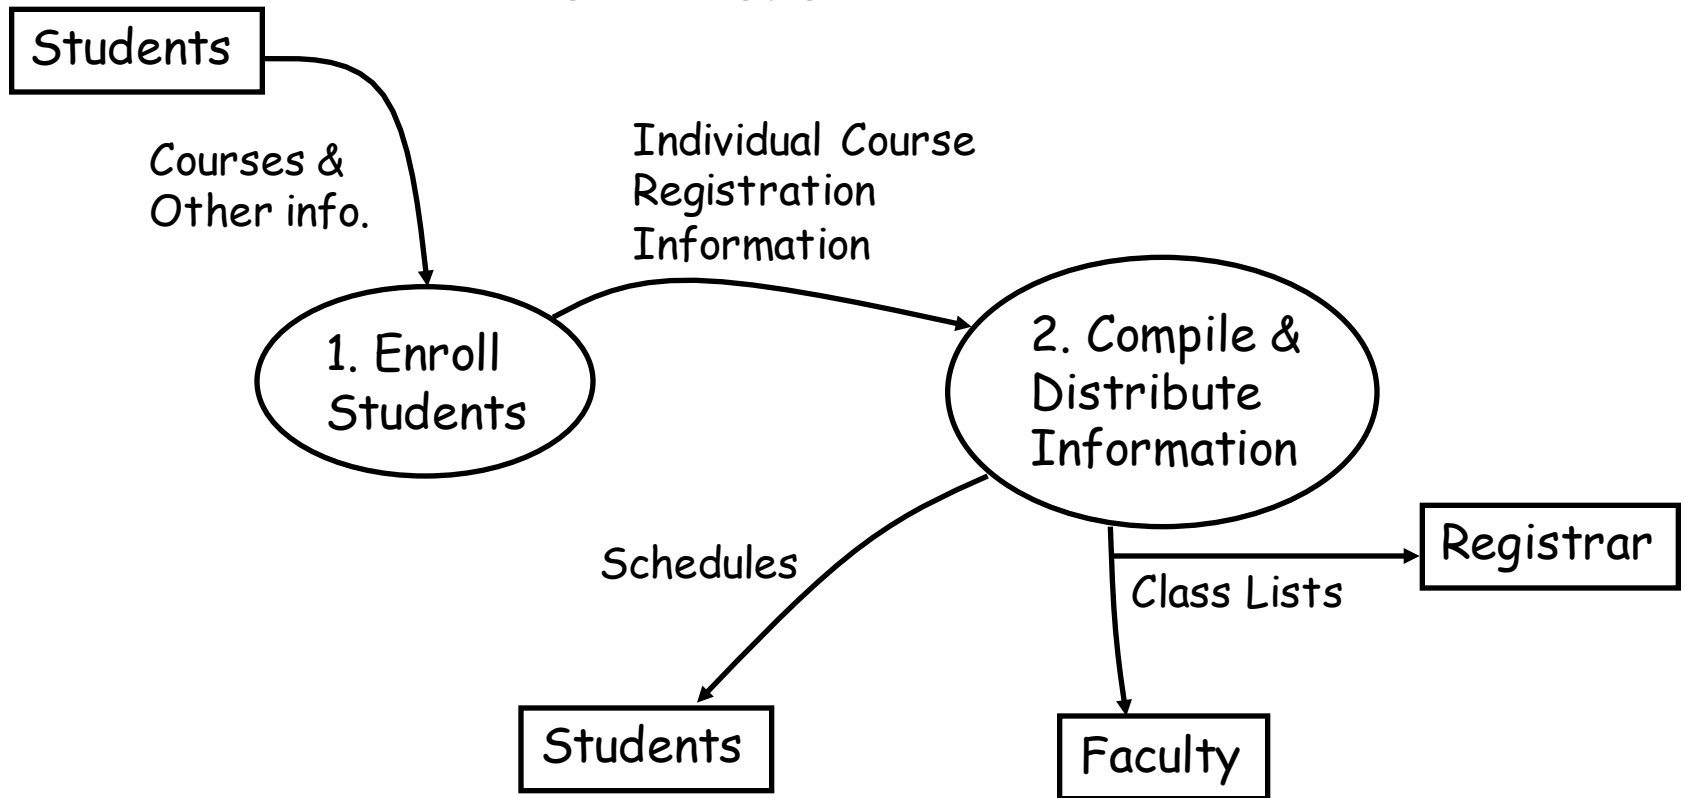 Students
Courses &
Other info.
Individual Course
Registration
Information
1. Enroll
Students
2. Compile &
Distribute
Information
Schedules
Class Lists
Registrar
Students
Faculty